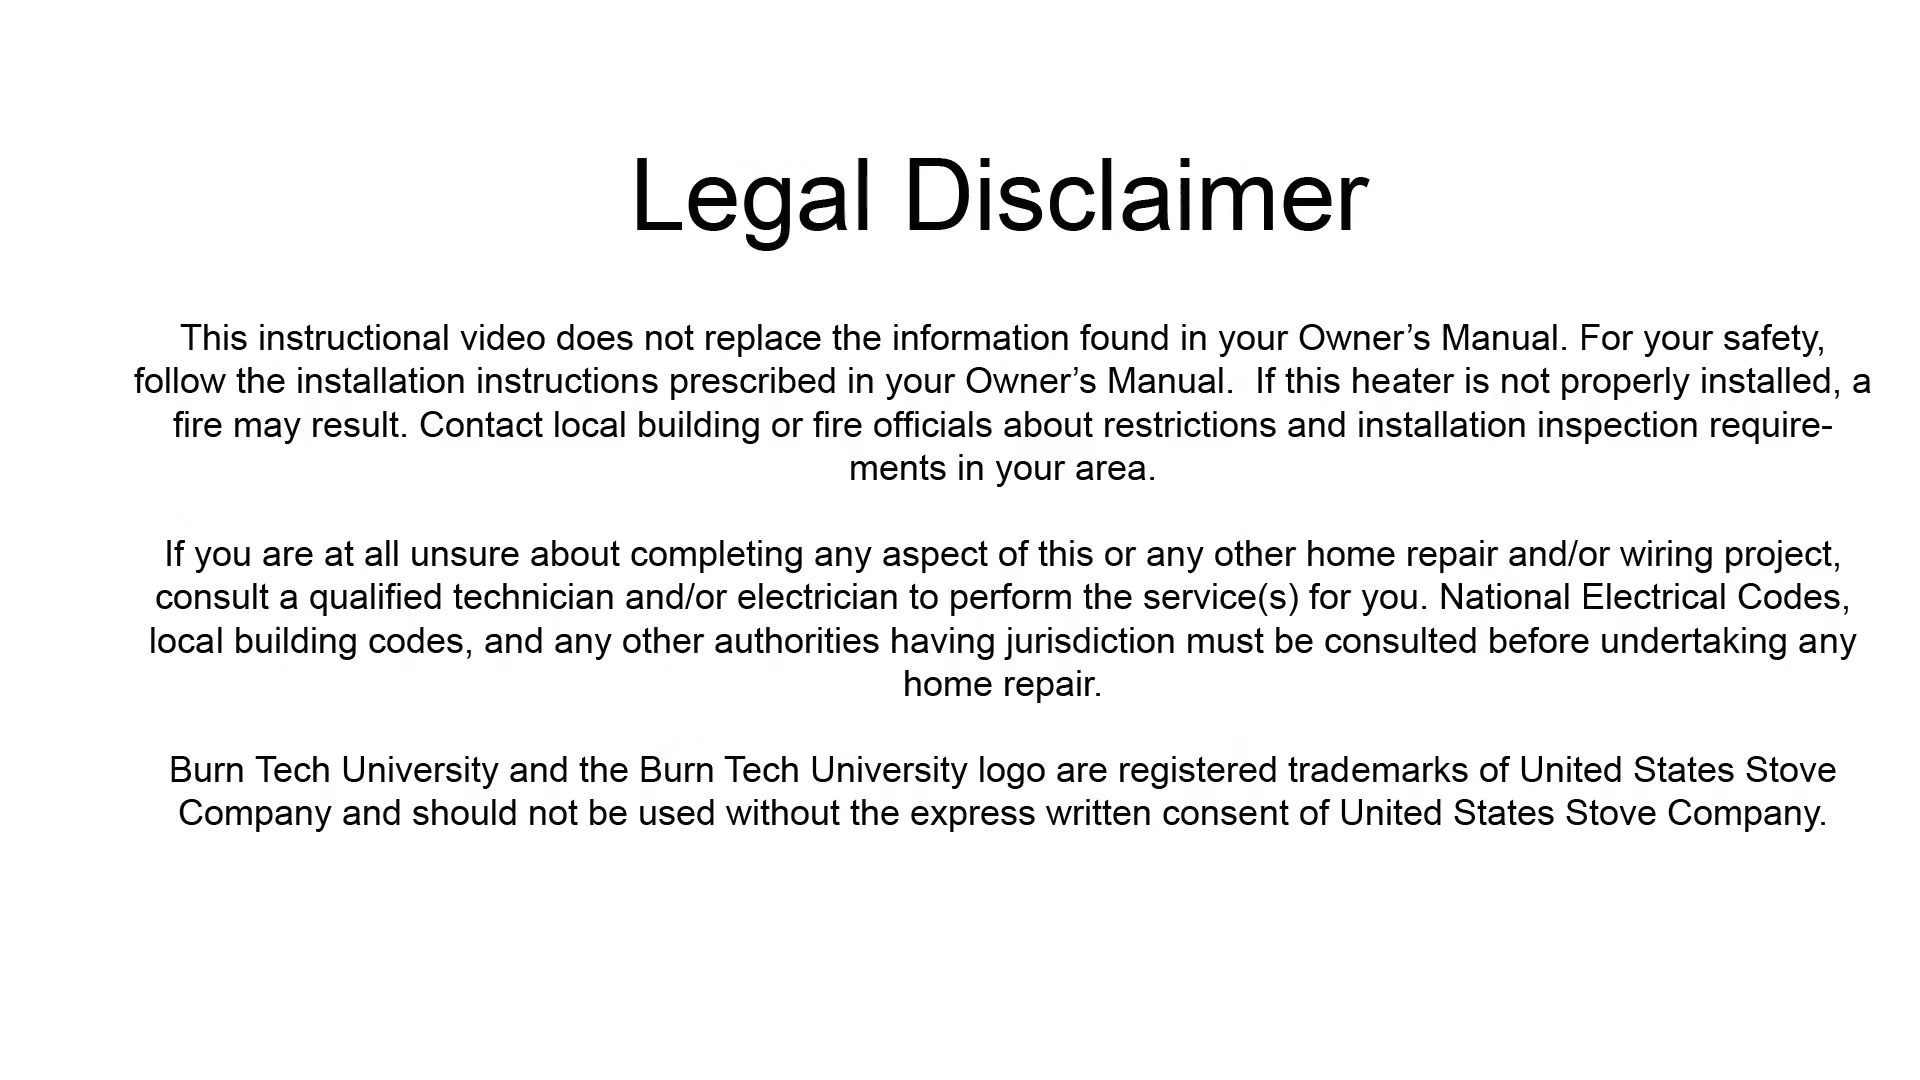 Legal Disclaimer
This instructional video does not replace the information found in your Owner’s Manual. For your safety,
follow the installation instructions prescribed in your Owner’s Manual.  If this heater is not properly installed, a
fire may result. Contact local building or fire officials about restrictions and installation inspection require-
ments in your area.
If you are at all unsure about completing any aspect of this or any other home repair and/or wiring project,
consult a qualified technician and/or electrician to perform the service(s) for you. National Electrical Codes,
local building codes, and any other authorities having jurisdiction must be consulted before undertaking any
home repair.
Burn Tech University and the Burn Tech University logo are registered trademarks of United States Stove
Company and should not be used without the express written consent of United States Stove Company.